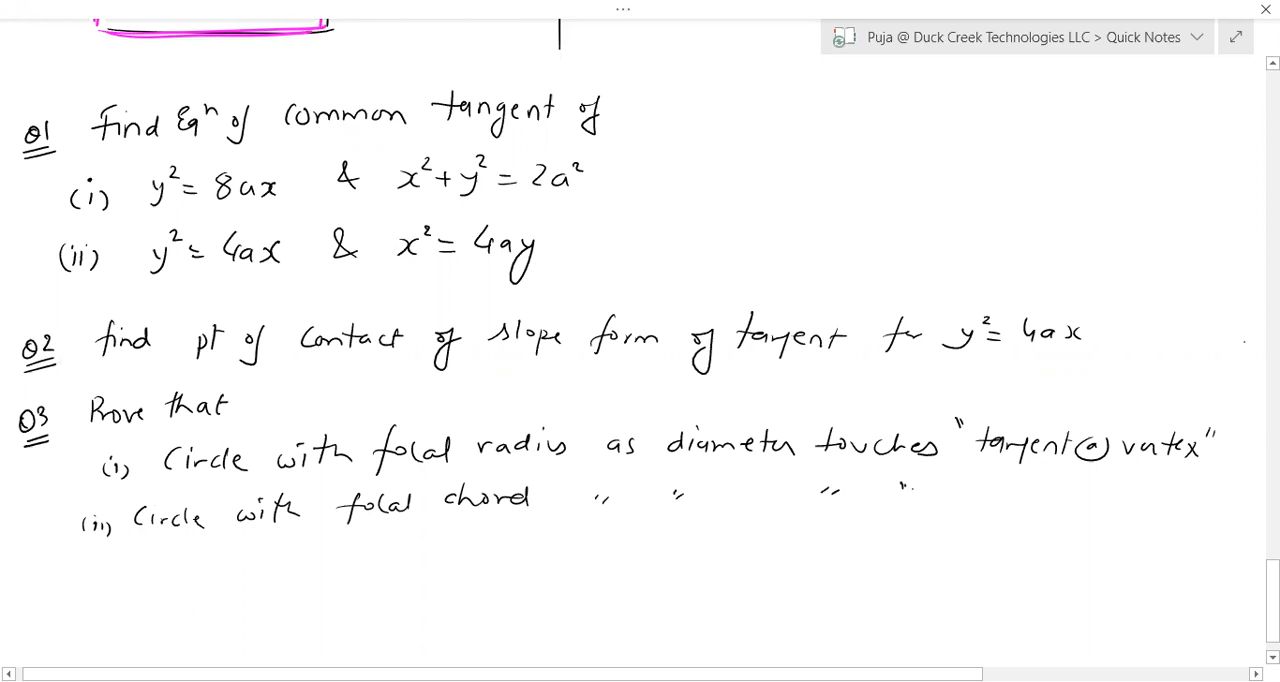 ...
Puja @ Duck Creek Technologies LLC > Quick Notes
Q1 Find Eqⁿ of common tangent of
(i) y² = 8ax & x² + y² = 2a²
(ii) y² = 4ax & x² = 4ay
Q2 find pt of contact of slope form of tangent for y² = 4ax
Q3 Prove that
(i) Circle with focal radius as diameter touches "tangent @ vertex"
(ii) Circle with focal chord " " " "